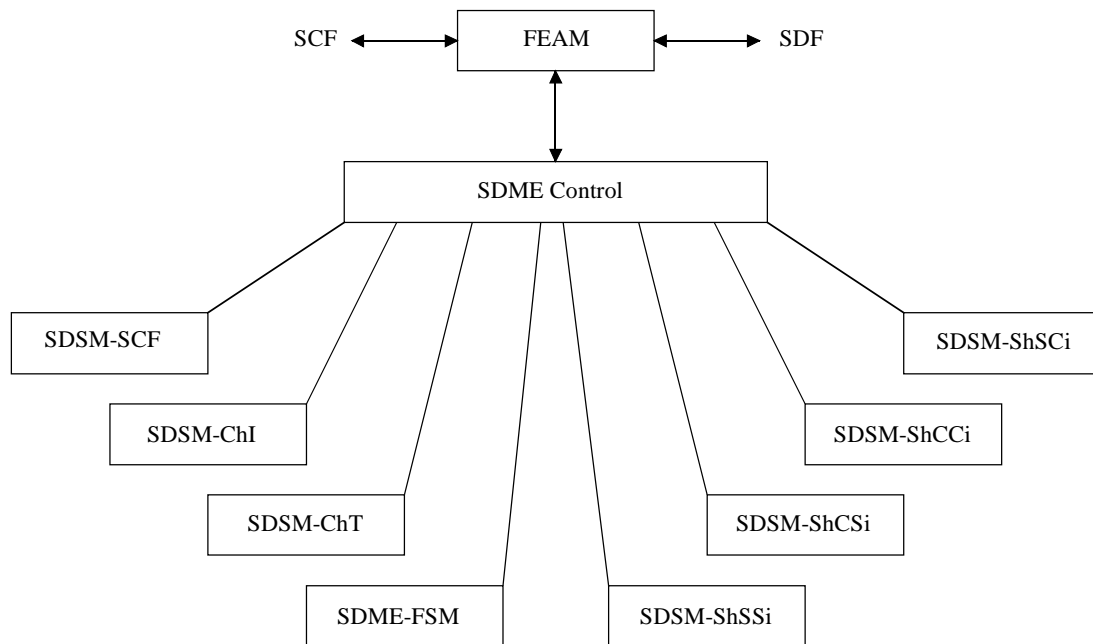 SCF
FEAM
SDF
SDME Control
SDSM-SCF
SDSM-ShSCi
SDSM-ChI
SDSM-ShCCi
SDSM-ChT
SDSM-ShCSi
SDME-FSM
SDSM-ShSSi